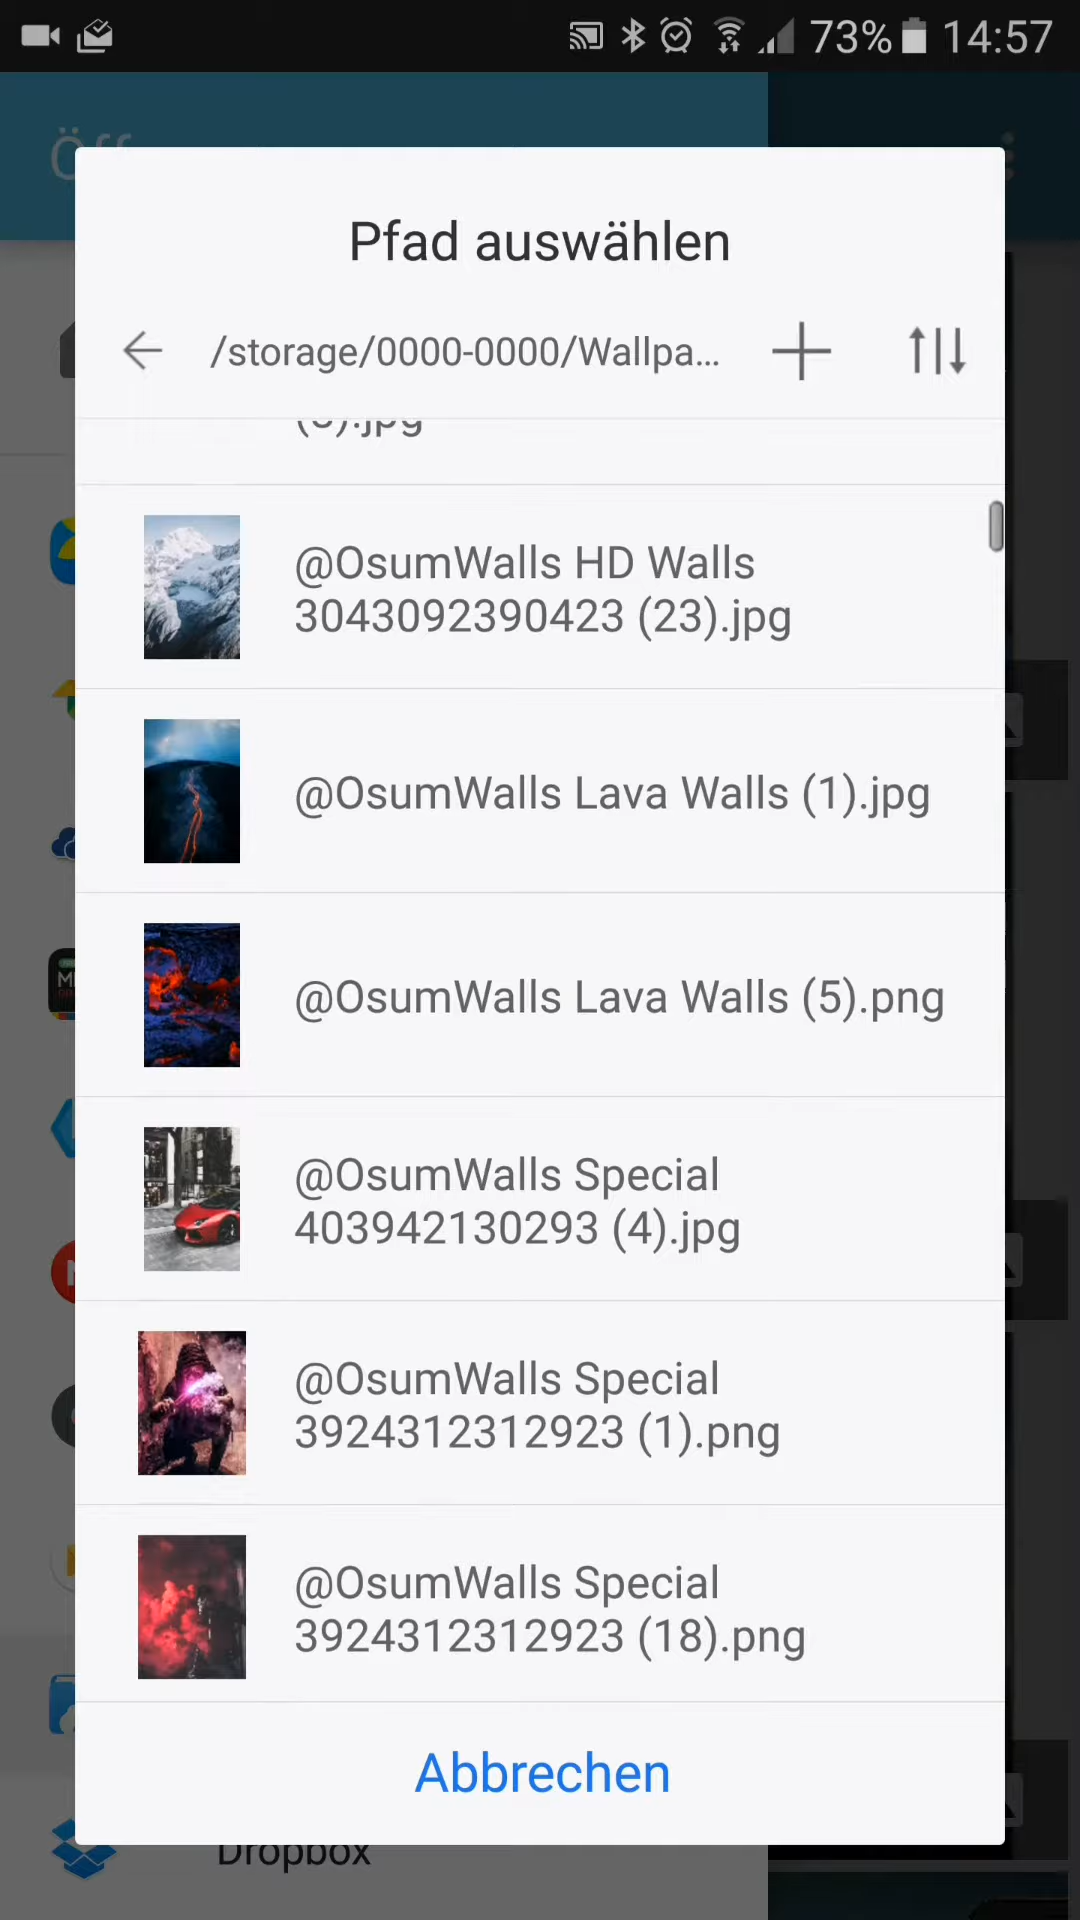 73% 14:57
Öff
Pfad auswählen
/storage/0000-0000/Wallpa...
).jpg
@OsumWalls HD Walls
3043092390423 (23).jpg
@OsumWalls Lava Walls (1).jpg
@OsumWalls Lava Walls (5).png
@OsumWalls Special
403942130293 (4).jpg
@OsumWalls Special
3924312312923 (1).png
@OsumWalls Special
3924312312923 (18).png
Abbrechen
Dropbox